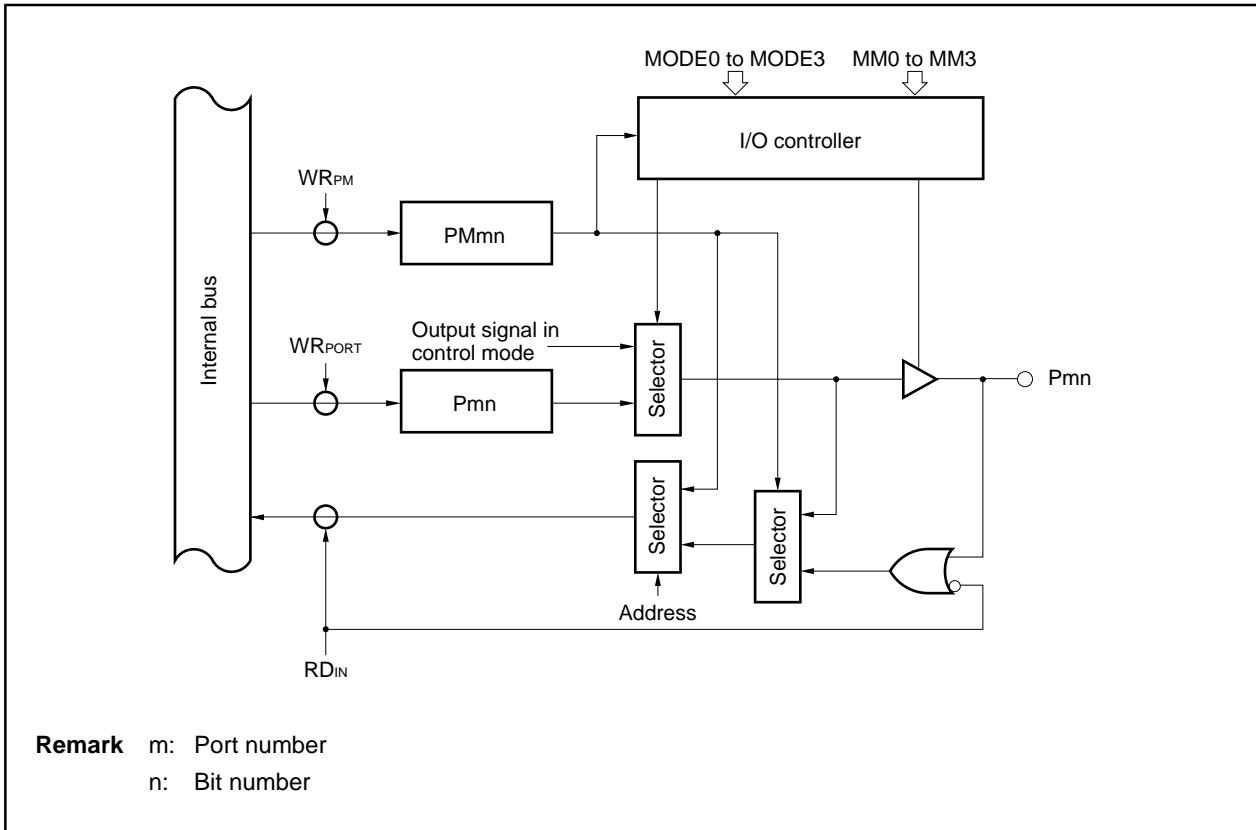 MODE0 to MODE3 MM0 to MM3
I/O controller
WRPM
PMmn
Internal bus
Output signal in
control mode
WRPORT
Pmn
Selector
Pmn
Selector
Selector
Address
RDIN
Remark m: Port number
n: Bit number